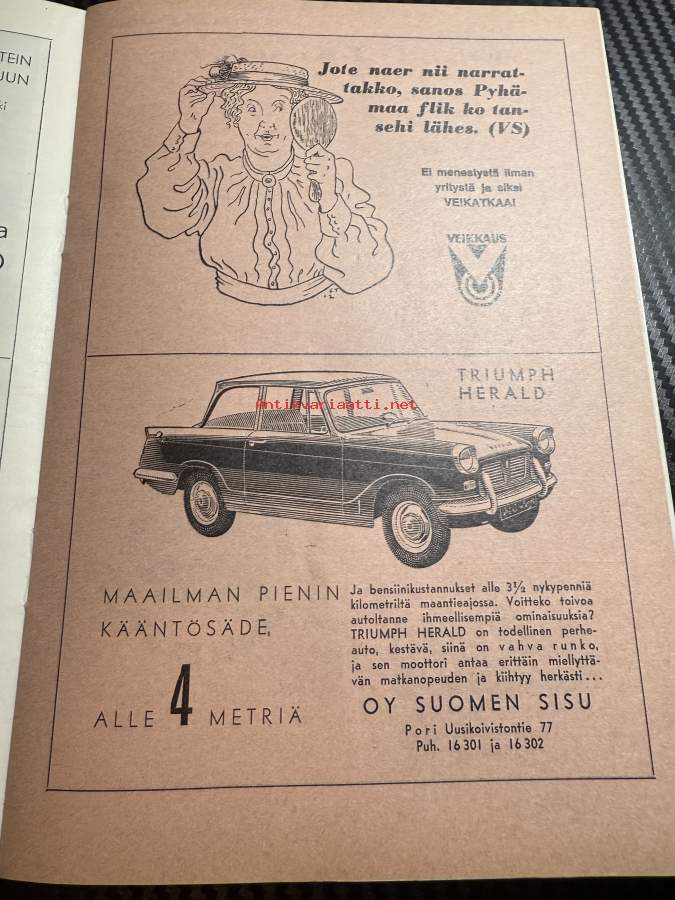 TEIN
JUN
ki
a
Jote naer nii narrat-
takko, sanos Pyhä-
maa flik ko tan-
sehi lähes. (VS)
Ei menestystä ilman
yritystä ja siksi
VEIKATKAA!
VEIKKAUS
TRIUMPH
HERALD
Antikvariaatti.net
MAAILMAN PIENIN
KÄÄNTÖSÄDE,
ALLE 4 METRIÄ
Ja bensiinikustannukset alle 3½ nykypenniä
kilometriltä maantieajossa. Voitteko toivoa
autoltanne ihmeellisempiä ominaisuuksia?
TRIUMPH HERALD on todellinen perhe-
auto, kestävä, siinä on vahva runko,
ja sen moottori antaa erittäin miellyttä-
vän matkanopeuden ja kiihtyy herkästi...
OY SUOMEN SISU
Pori Uusikoivistontie 77
Puh. 16 301 ja 16 302